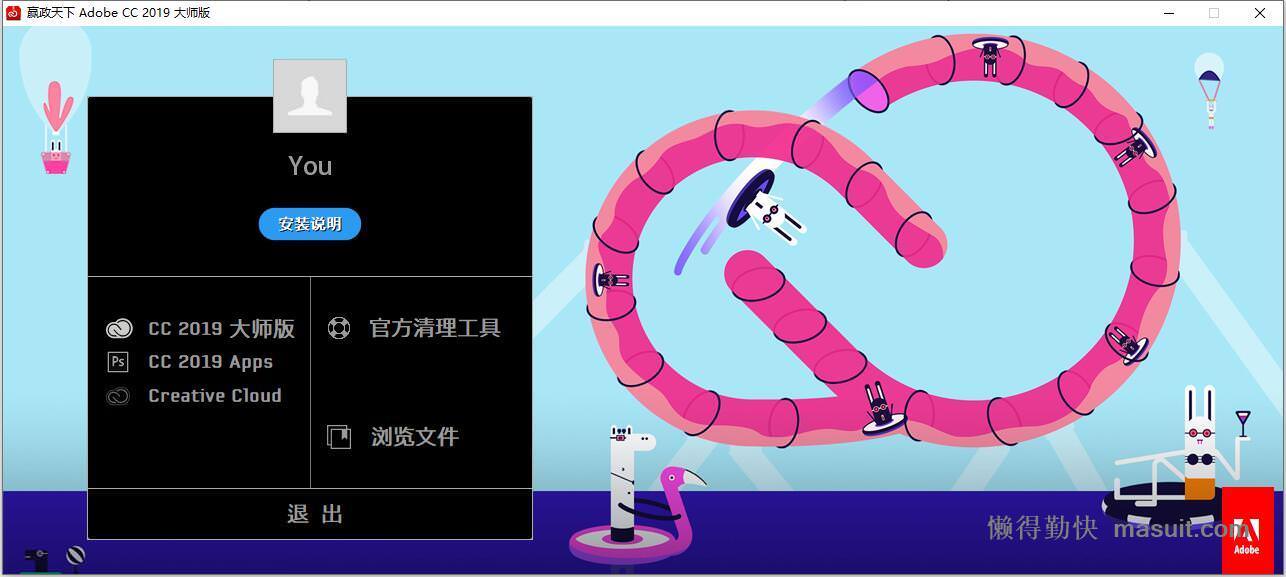 嬴政天下 Adobe CC 2019 大师版
You
安装说明
CC 2019 大师版
Ps CC 2019 Apps
Creative Cloud
官方清理工具
浏览文件
退 出
懒得勤快 masuit.com
Adobe